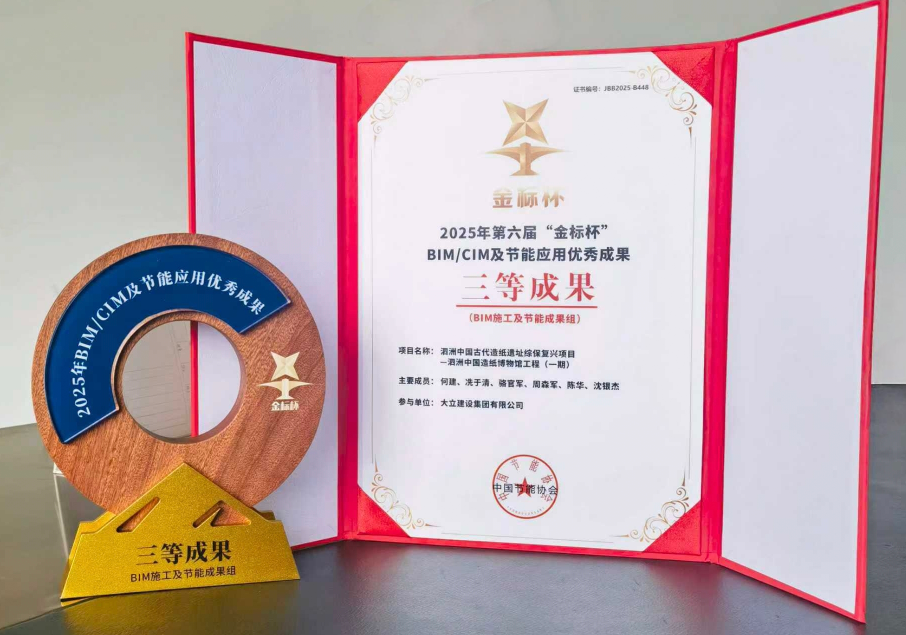 证书编号：JBB2025-B448
金标杯
2025年第六届“金标杯”
BIM/CIM及节能应用优秀成果
三等成果
（BIM施工及节能成果组）
项目名称：泗洲中国古代造纸遗址综保复兴项目
—泗洲中国造纸博物馆工程（一期）
主要成员：何建、冼于清、骆官军、周森军、陈华、沈银杰
参与单位：大立建设集团有限公司
中国节能协会
中国节能协会
2025年BIM/CIM及节能应用优秀成果
金标杯
三等成果
BIM施工及节能成果组